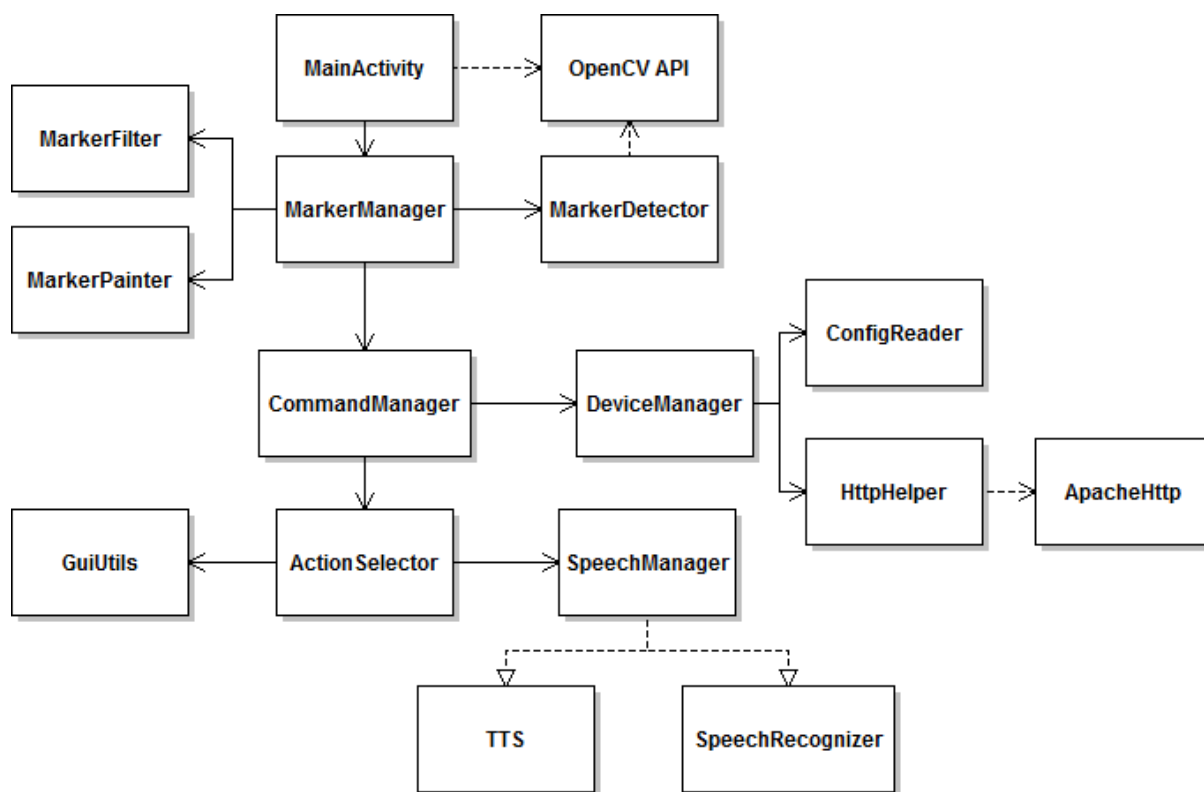 MainActivity
OpenCV API
MarkerFilter
MarkerManager
MarkerDetector
MarkerPainter
ConfigReader
CommandManager
DeviceManager
HttpHelper
ApacheHttp
GuiUtils
ActionSelector
SpeechManager
TTS
SpeechRecognizer